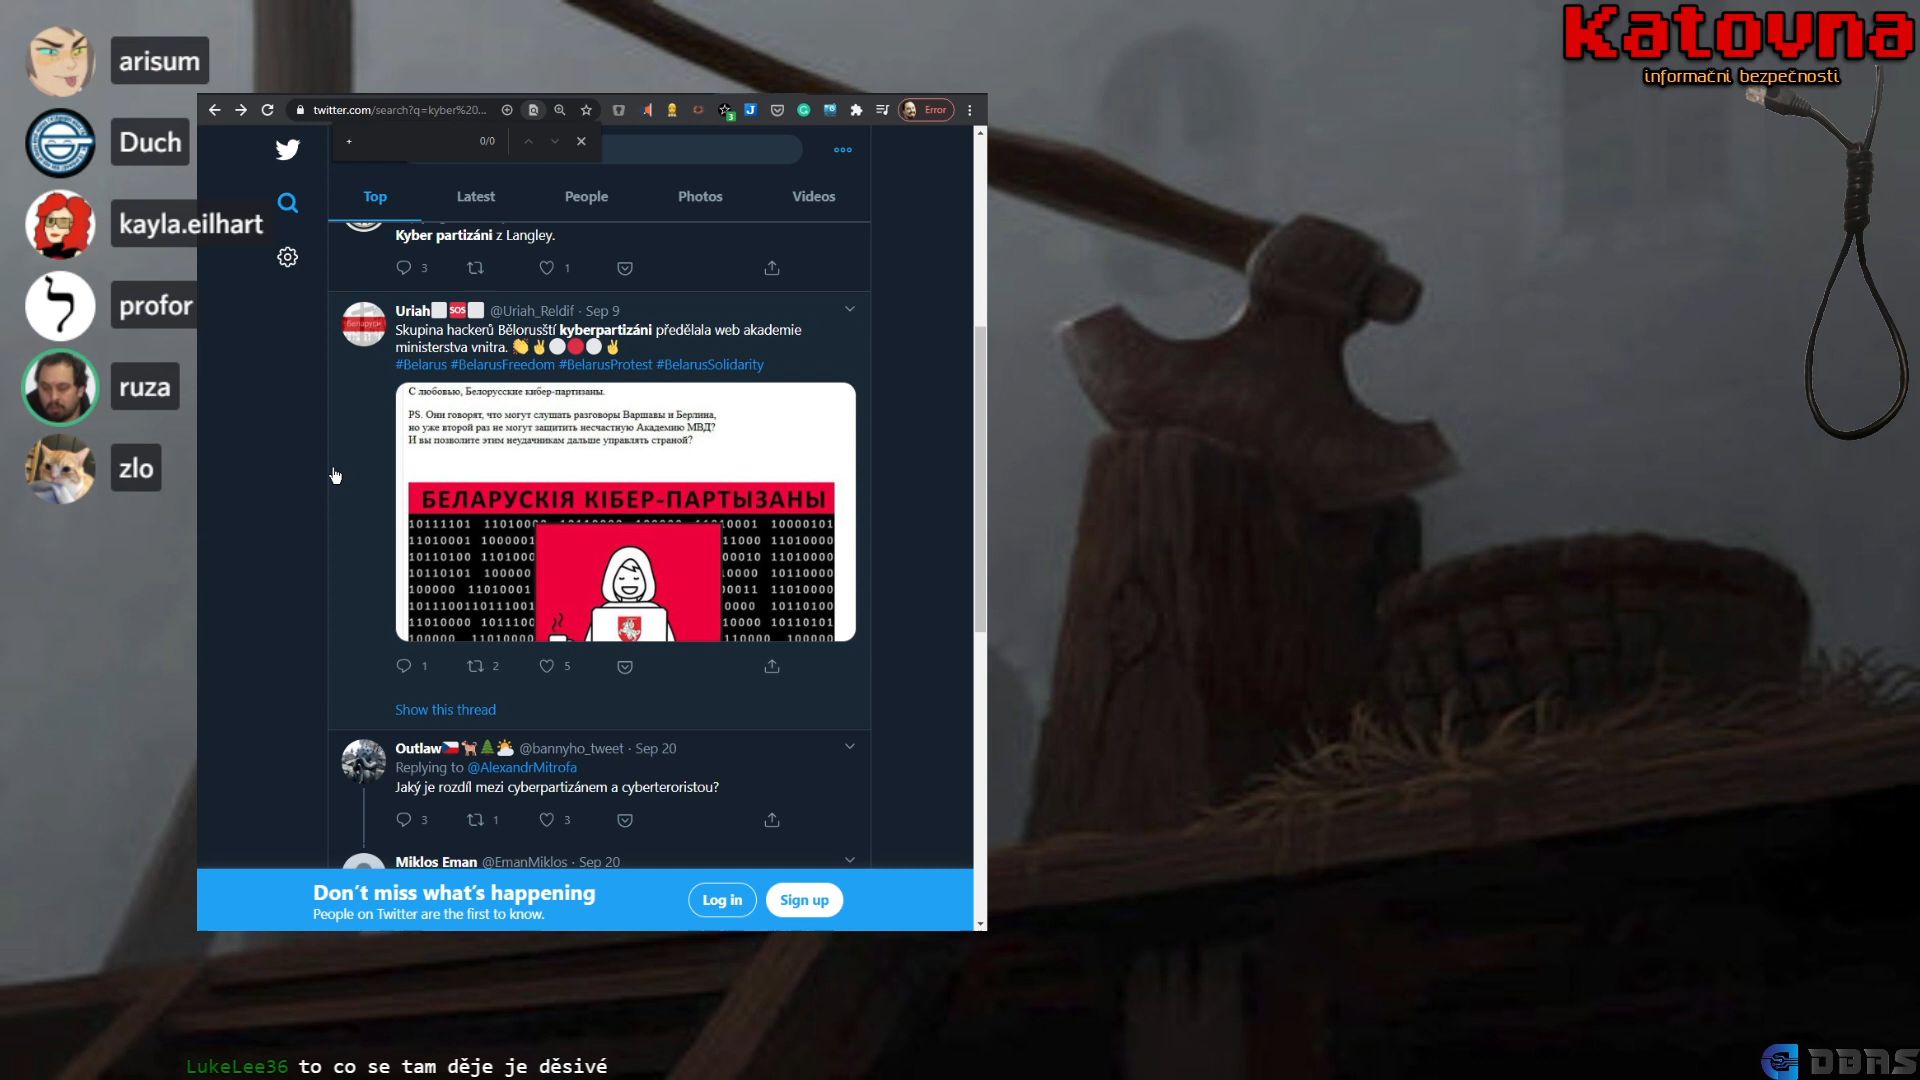 Katovna
informační bezpečnosti
arisum
Duch
kayla.eilhart
profor
ruza
zlo
twitter.com/search?q=kyber%20...
Error
+
0/0
Top
Latest
People
Photos
Videos
Kyber partizáni z Langley.
3
1
Uriah⬜🆘⬜ @Uriah_Reldif · Sep 9
Skupina hackerů Bělorusští kyberpartizáni předělala web akademie
ministerstva vnitra. 👏✌⚪🔴⚪✌
#Belarus #BelarusFreedom #BelarusProtest #BelarusSolidarity
С любовью, Белорусские кибер-партизаны.
PS. Они говорят, что могут слушать разговоры Варшавы и Берлина,
но уже второй раз не могут защитить несчастную Академию МВД?
И вы позволите этим неудачникам дальше управлять страной?
БЕЛАРУСКІЯ КІБЕР-ПАРТЫЗАНЫ
1
2
5
Show this thread
Outlaw🇨🇿🐕🌲⛅ @bannyho_tweet · Sep 20
Replying to @AlexandrMitrofa
Jaký je rozdíl mezi cyberpartizánem a cyberteroristou?
3
1
3
Miklos Eman @EmanMiklos · Sep 20
Don't miss what's happening
People on Twitter are the first to know.
Log in
Sign up
LukeLee36 to co se tam děje je děsivé